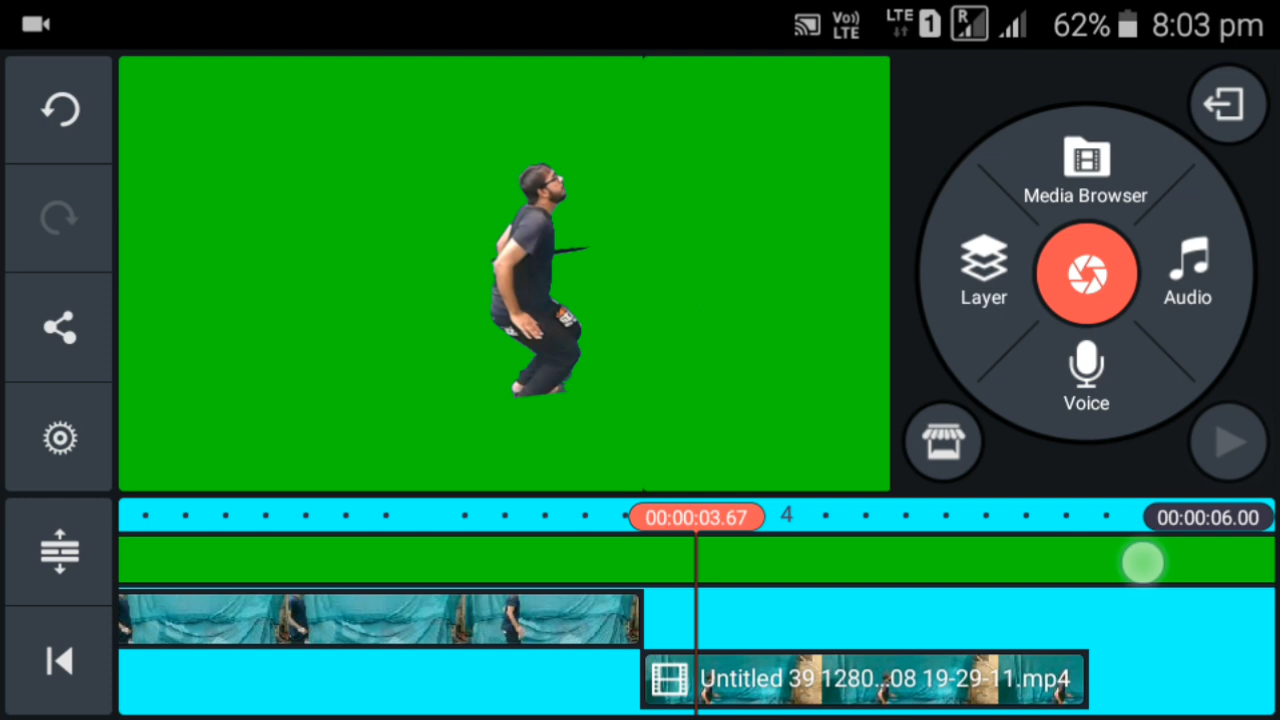 Vo))
LTE
LTE
1
R
62%
8:03 pm
Media Browser
Layer
Audio
Voice
00:00:03.67
4
00:00:06.00
Untitled 39 1280...08 19-29-11.mp4